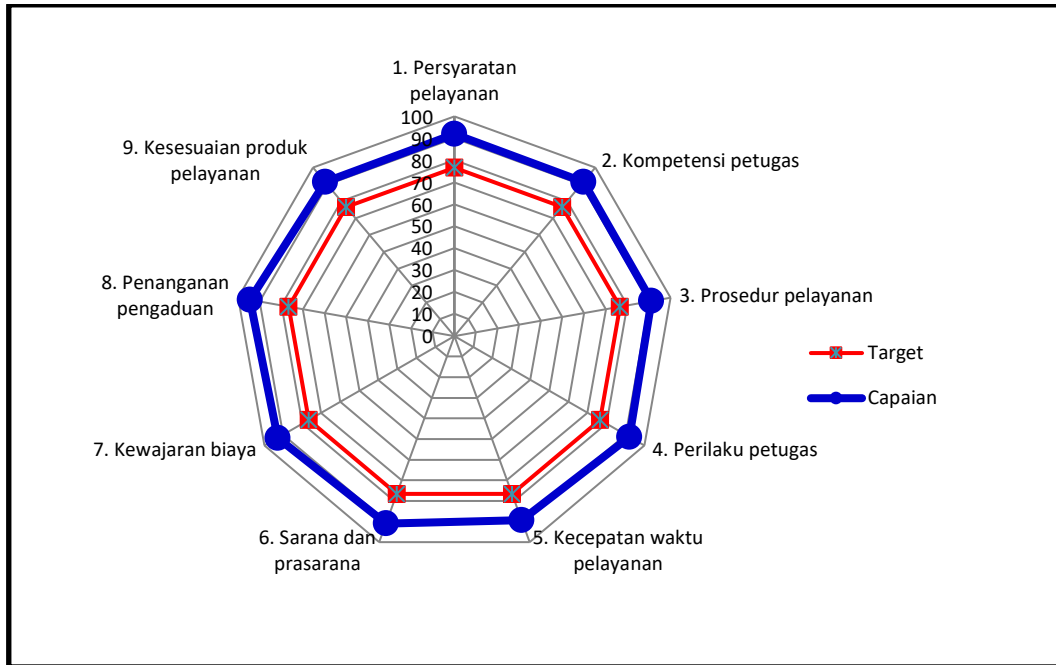 1. Persyaratan
pelayanan
100
90
80
70
60
50
40
30
20
10
0
2. Kompetensi petugas
3. Prosedur pelayanan
4. Perilaku petugas
5. Kecepatan waktu
pelayanan
6. Sarana dan
prasarana
7. Kewajaran biaya
8. Penanganan
pengaduan
9. Kesesuaian produk
pelayanan
Target
Capaian